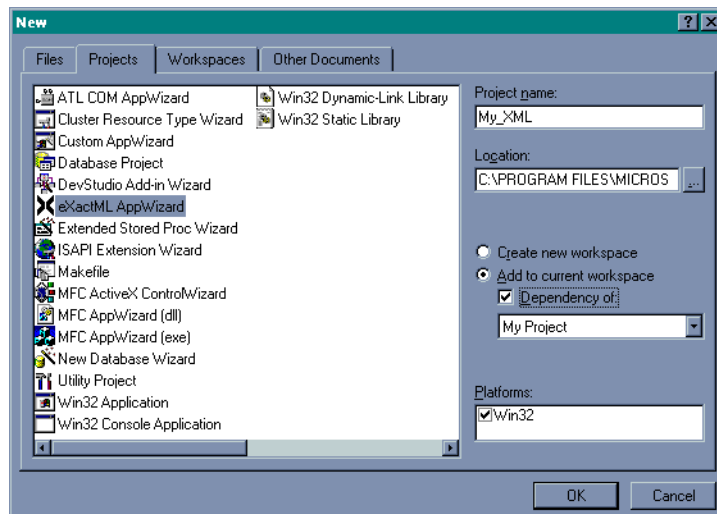 New
Files Projects Workspaces Other Documents
ATL COM AppWizard
Cluster Resource Type Wizard
Custom AppWizard
Database Project
DevStudio Add-in Wizard
eXactML AppWizard
Extended Stored Proc Wizard
ISAPI Extension Wizard
Makefile
MFC ActiveX ControlWizard
MFC AppWizard (dll)
MFC AppWizard (exe)
New Database Wizard
Utility Project
Win32 Application
Win32 Console Application
Win32 Dynamic-Link Library
Win32 Static Library
Project name:
My_XML
Location:
C:\PROGRAM FILES\MICROS
...
Create new workspace
Add to current workspace
Dependency of:
My Project
Platforms:
Win32
OK Cancel